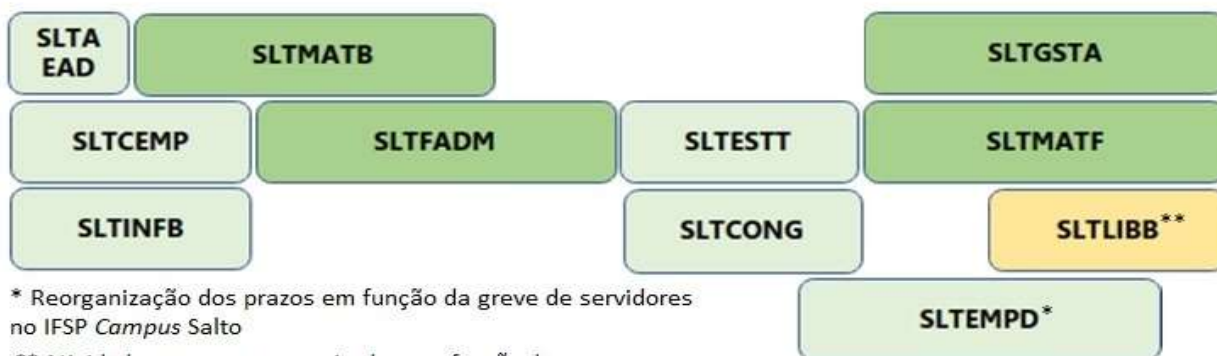 SLTA
EAD
SLTMATB
SLTGSTA
SLTCEMP
SLTFADM
SLTESTT
SLTMATF
SLTINFB
SLTCONG
SLTLIBB**
* Reorganização dos prazos em função da greve de servidores
no IFSP Campus Salto
SLTEMPD*